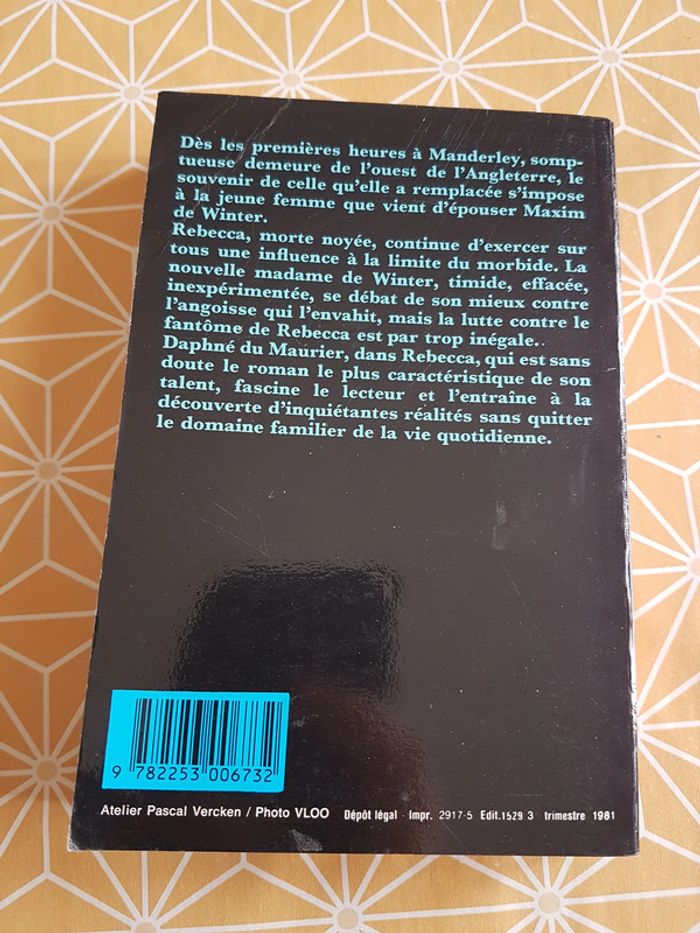 Dès les premières heures à Manderley, somp-
tueuse demeure de l'ouest de l'Angleterre, le
souvenir de celle qu'elle a remplacée s'impose
à la jeune femme que vient d'épouser Maxim
de Winter.
Rebecca, morte noyée, continue d'exercer sur
tous une influence à la limite du morbide. La
nouvelle madame de Winter, timide, effacée,
inexpérimentée, se débat de son mieux contre
l'angoisse qui l'envahit, mais la lutte contre le
fantôme de Rebecca est par trop inégale.
Daphné du Maurier, dans Rebecca, qui est sans
doute le roman le plus caractéristique de son
talent, fascine le lecteur et l'entraîne à la
découverte d'inquiétantes réalités sans quitter
le domaine familier de la vie quotidienne.
9 782253 006732
Atelier Pascal Vercken / Photo VLOO Dépôt légal - Impr. 2917-5 Edit. 1529 3 trimestre 1981